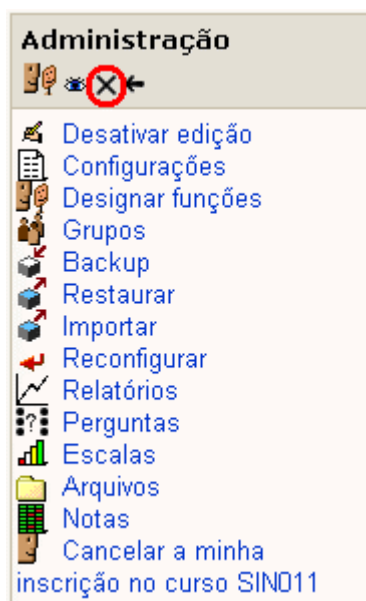 Administração
Desativar edição
Configurações
Designar funções
Grupos
Backup
Restaurar
Importar
Reconfigurar
Relatórios
Perguntas
Escalas
Arquivos
Notas
Cancelar a minha
inscrição no curso SIN011